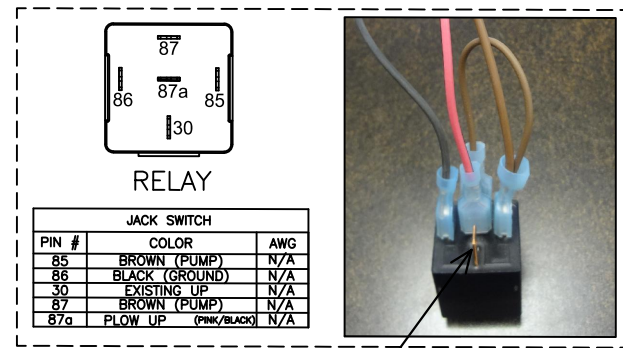 87
86 87a 85
30
RELAY
JACK SWITCH
PIN # COLOR AWG
85 BROWN (PUMP) N/A
86 BLACK (GROUND) N/A
30 EXISTING UP N/A
87 BROWN (PUMP) N/A
87a PLOW UP (PINK/BLACK) N/A